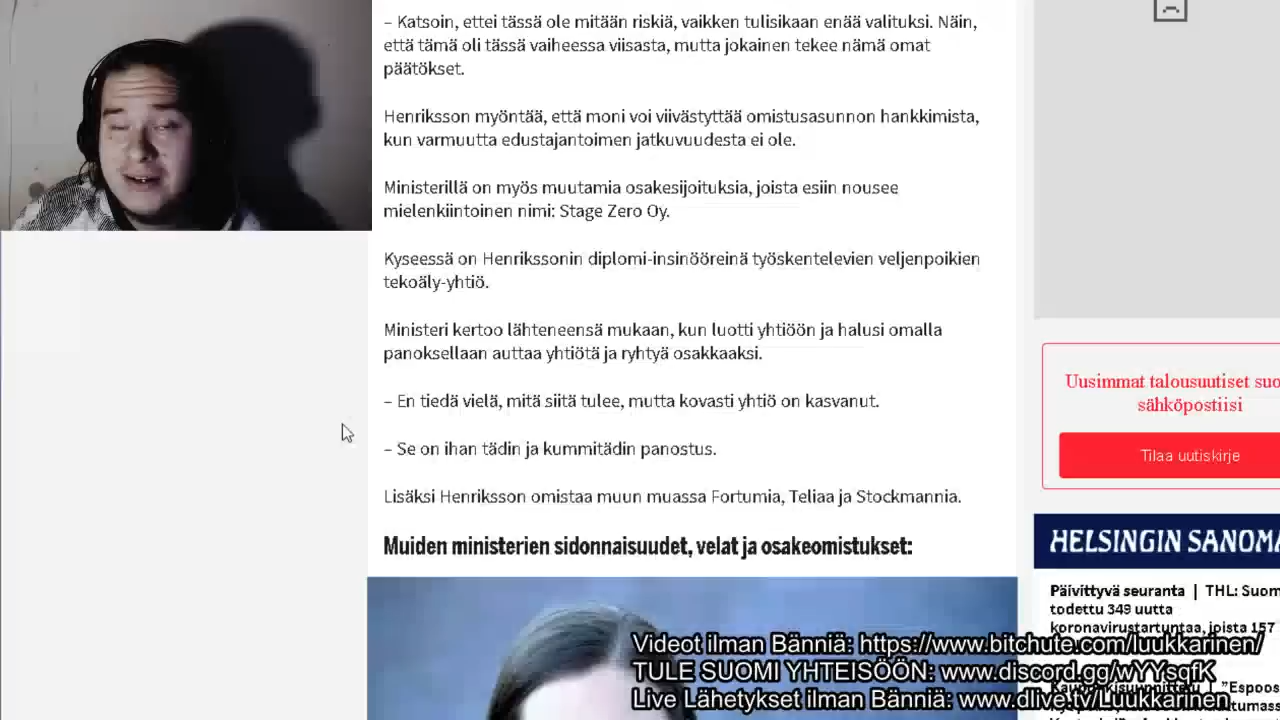 – Katsoin, ettei tässä ole mitään riskiä, vaikken tulisikaan enää valituksi. Näin,
että tämä oli tässä vaiheessa viisasta, mutta jokainen tekee nämä omat
päätökset.
Henriksson myöntää, että moni voi viivästyttää omistusasunnon hankkimista,
kun varmuutta edustajantoimen jatkuvuudesta ei ole.
Ministerillä on myös muutamia osakesijoituksia, joista esiin nousee
mielenkiintoinen nimi: Stage Zero Oy.
Kyseessä on Henrikssonin diplomi-insinööreinä työskentelevien veljenpoikien
tekoäly-yhtiö.
Ministeri kertoo lähteneensä mukaan, kun luotti yhtiöön ja halusi omalla
panoksellaan auttaa yhtiötä ja ryhtyä osakkaaksi.
– En tiedä vielä, mitä siitä tulee, mutta kovasti yhtiö on kasvanut.
– Se on ihan tädin ja kummitädin panostus.
Lisäksi Henriksson omistaa muun muassa Fortumia, Teliaa ja Stockmannia.
Muiden ministerien sidonnaisuudet, velat ja osakeomistukset:
Uusimmat talousuutiset suo
sähköpostiisi
Tilaa uutiskirje
HELSINGIN SANOMA
Päivittyvä seuranta | THL: Suom
todettu 349 uutta
koronavirustartuntaa, joista 157
Videot ilman Bänniä: https://www.bitchute.com/luukkarinen/
TULE SUOMI YHTEISÖÖN: www.discord.gg/wYYsqfK
Live Lähetykset ilman Bänniä: www.dlive.tv/Luukkarinen